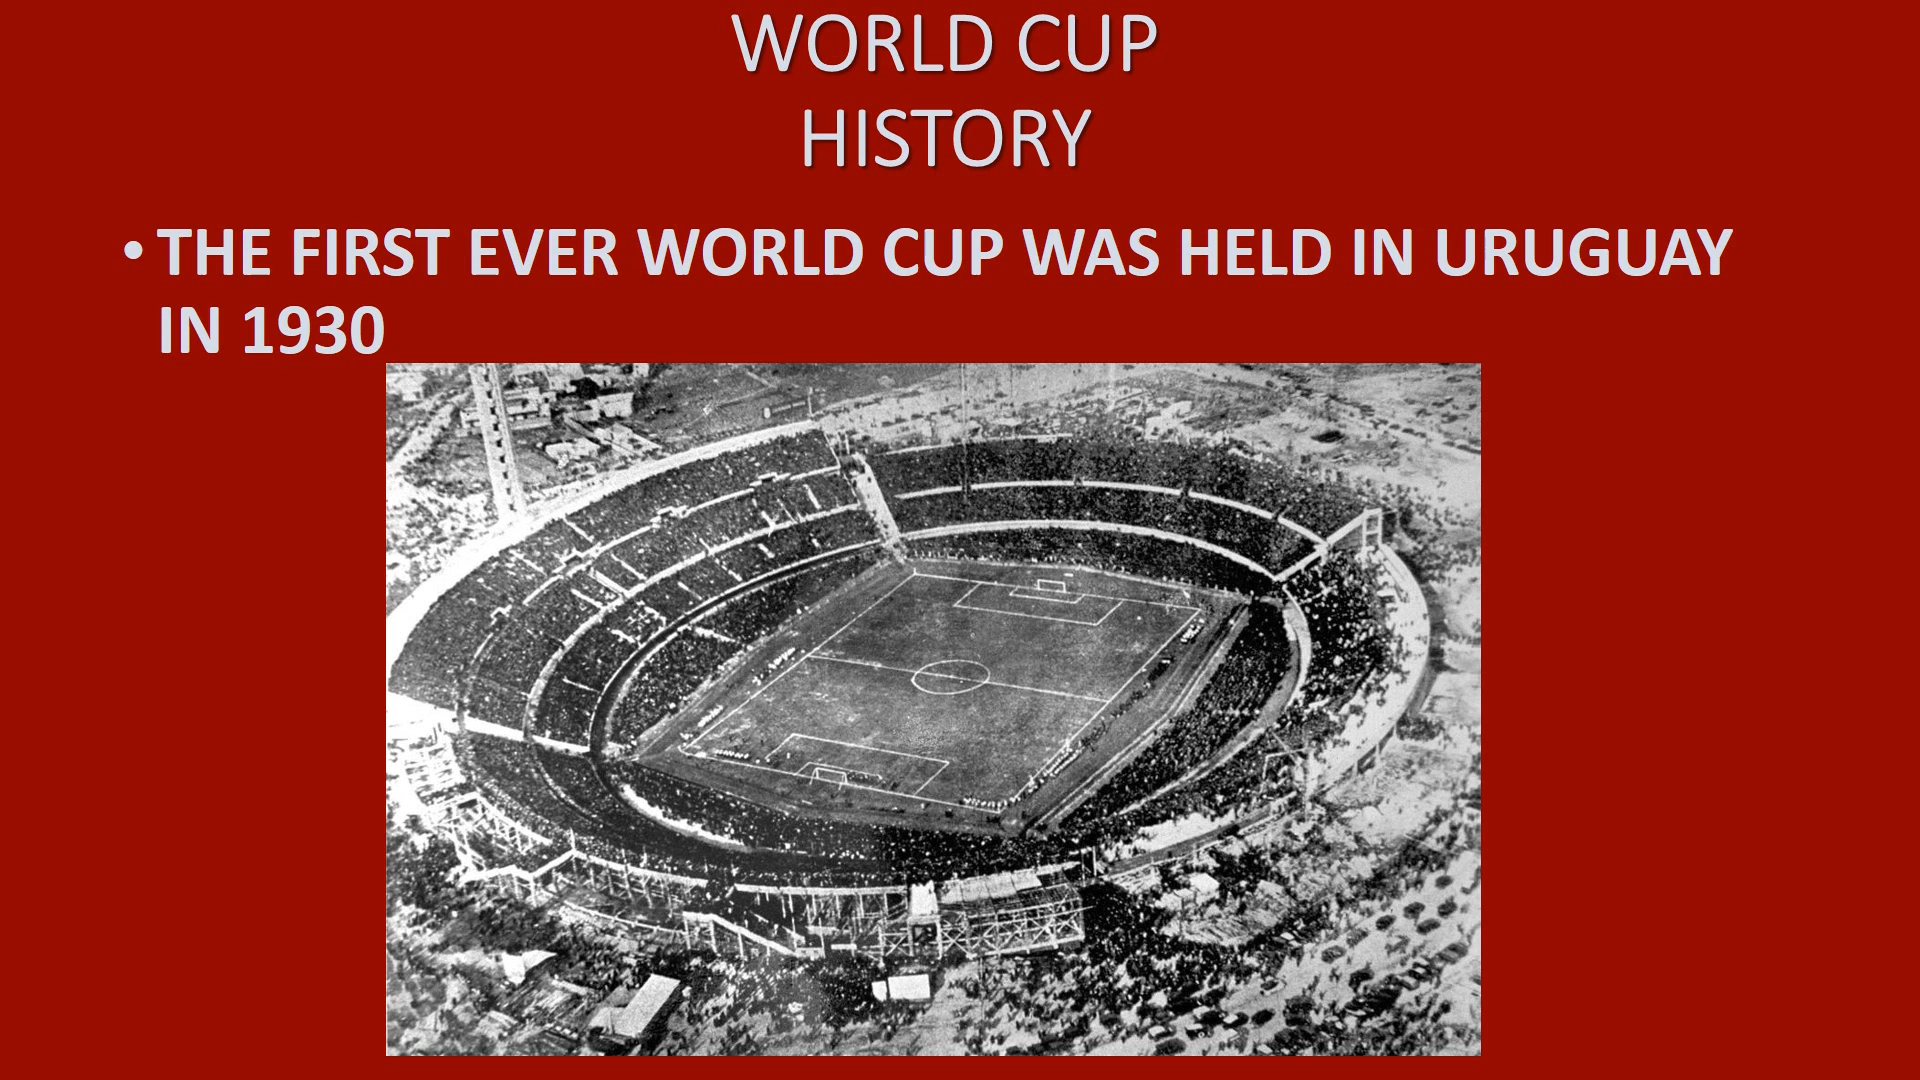 WORLD CUP
HISTORY
• THE FIRST EVER WORLD CUP WAS HELD IN URUGUAY
IN 1930